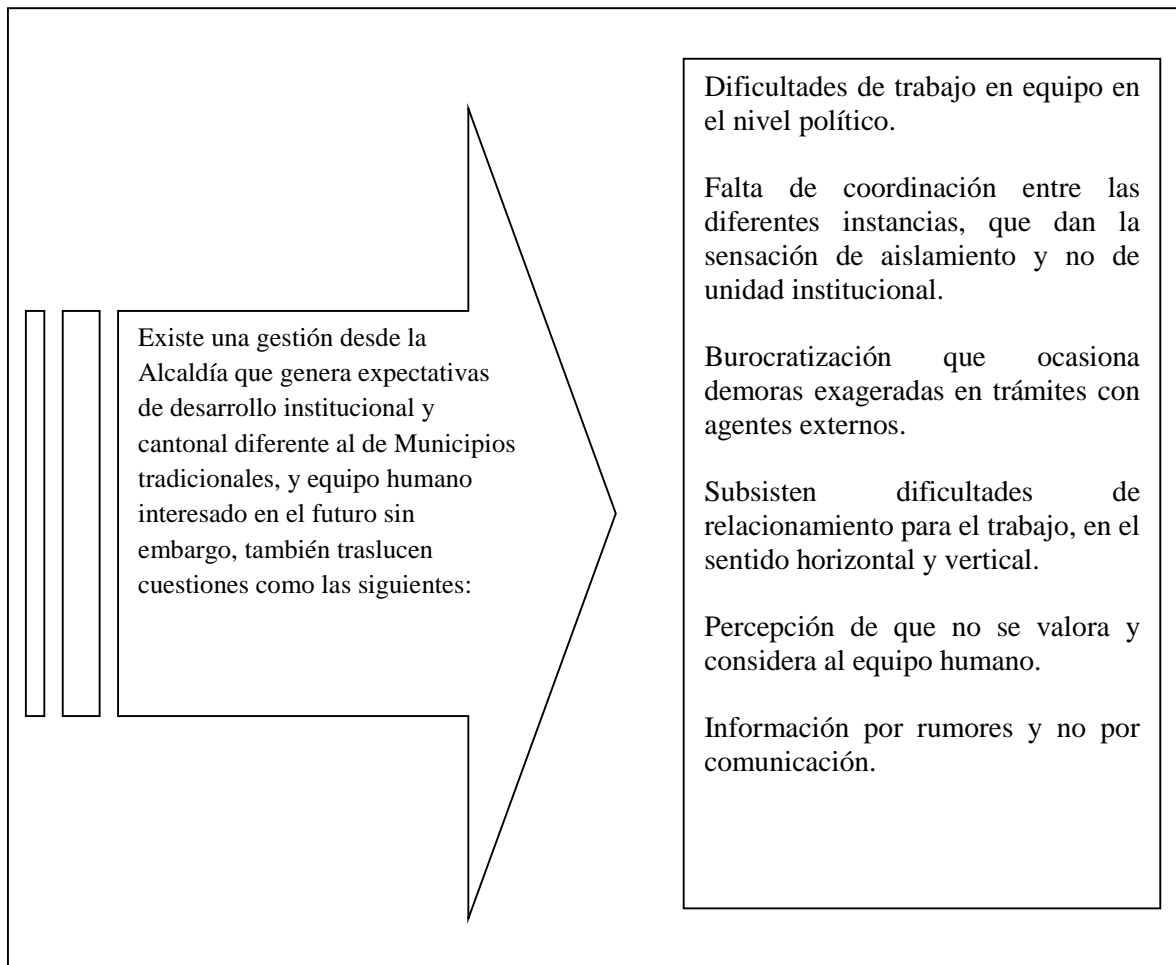 Existe una gestión desde la
Alcaldía que genera expectativas
de desarrollo institucional y
cantonal diferente al de Municipios
tradicionales, y equipo humano
interesado en el futuro sin
embargo, también traslucen
cuestiones como las siguientes:
Dificultades de trabajo en equipo en
el nivel político.
Falta de coordinación entre las
diferentes instancias, que dan la
sensación de aislamiento y no de
unidad institucional.
Burocratización que ocasiona
demoras exageradas en trámites con
agentes externos.
Subsisten dificultades de
relacionamiento para el trabajo, en el
sentido horizontal y vertical.
Percepción de que no se valora y
considera al equipo humano.
Información por rumores y no por
comunicación.